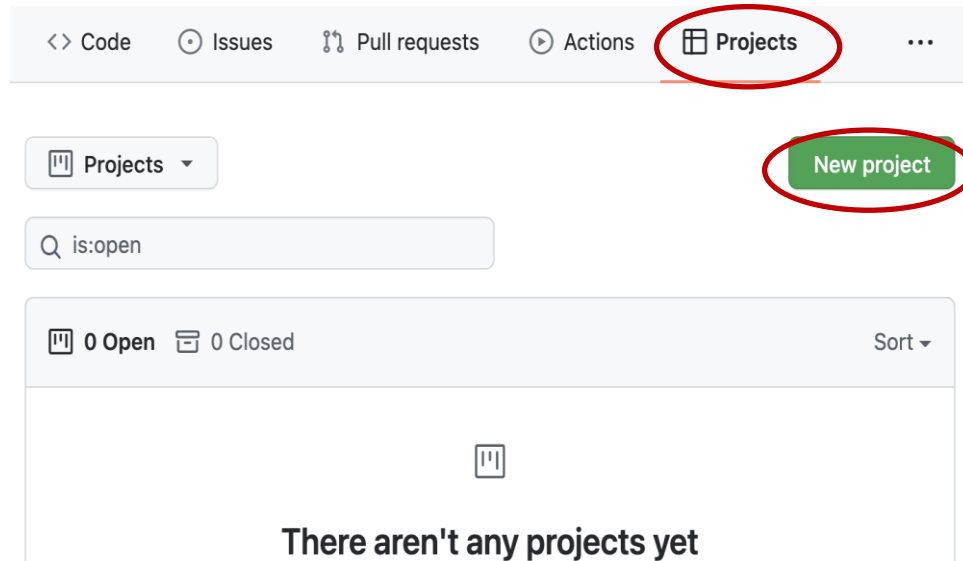 <> Code Issues Pull requests Actions Projects ...
Projects New project
is:open
0 Open 0 Closed Sort
There aren't any projects yet